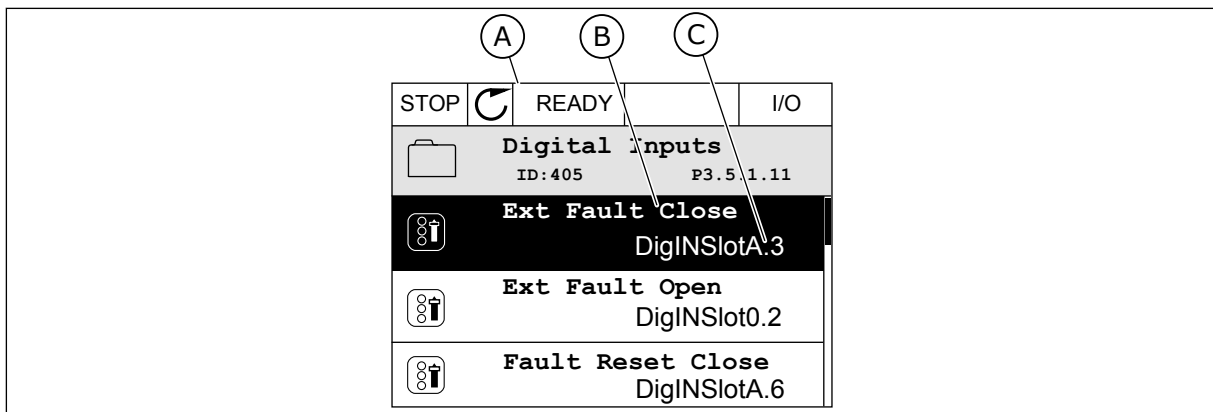 A B C
STOP READY I/O
Digital Inputs
ID:405 P3.5.1.11
Ext Fault Close
DigINSlotA.3
Ext Fault Open
DigINSlot0.2
Fault Reset Close
DigINSlotA.6